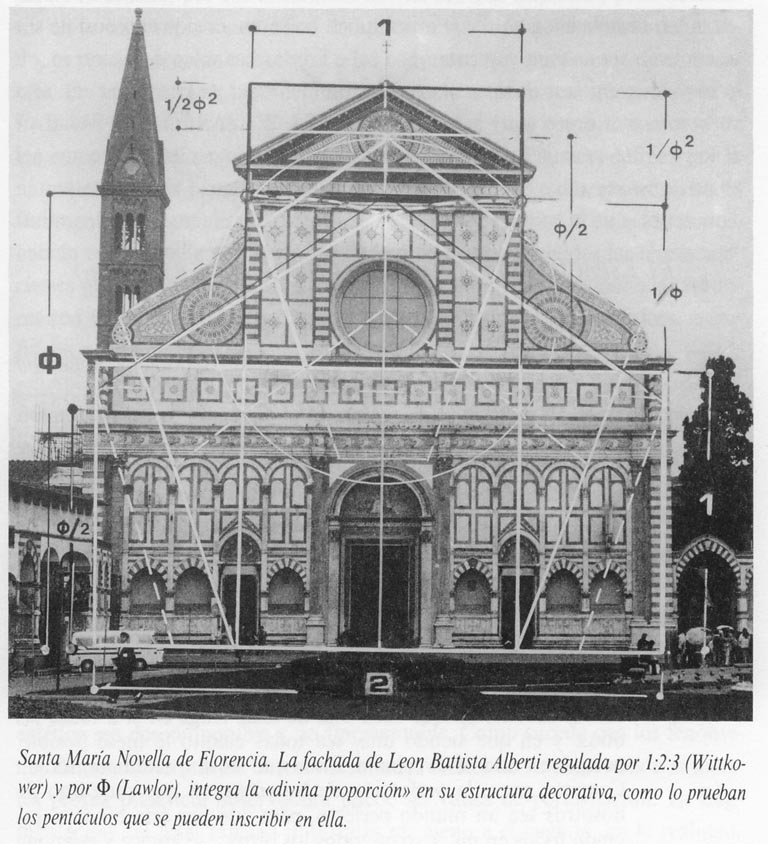 1
1/2Φ²
1/Φ²
Φ/2
1/Φ
Φ
Φ/2
1
2
Santa María Novella de Florencia. La fachada de Leon Battista Alberti regulada por 1:2:3 (Wittko-
wer) y por Φ (Lawlor), integra la «divina proporción» en su estructura decorativa, como lo prueban
los pentáculos que se pueden inscribir en ella.